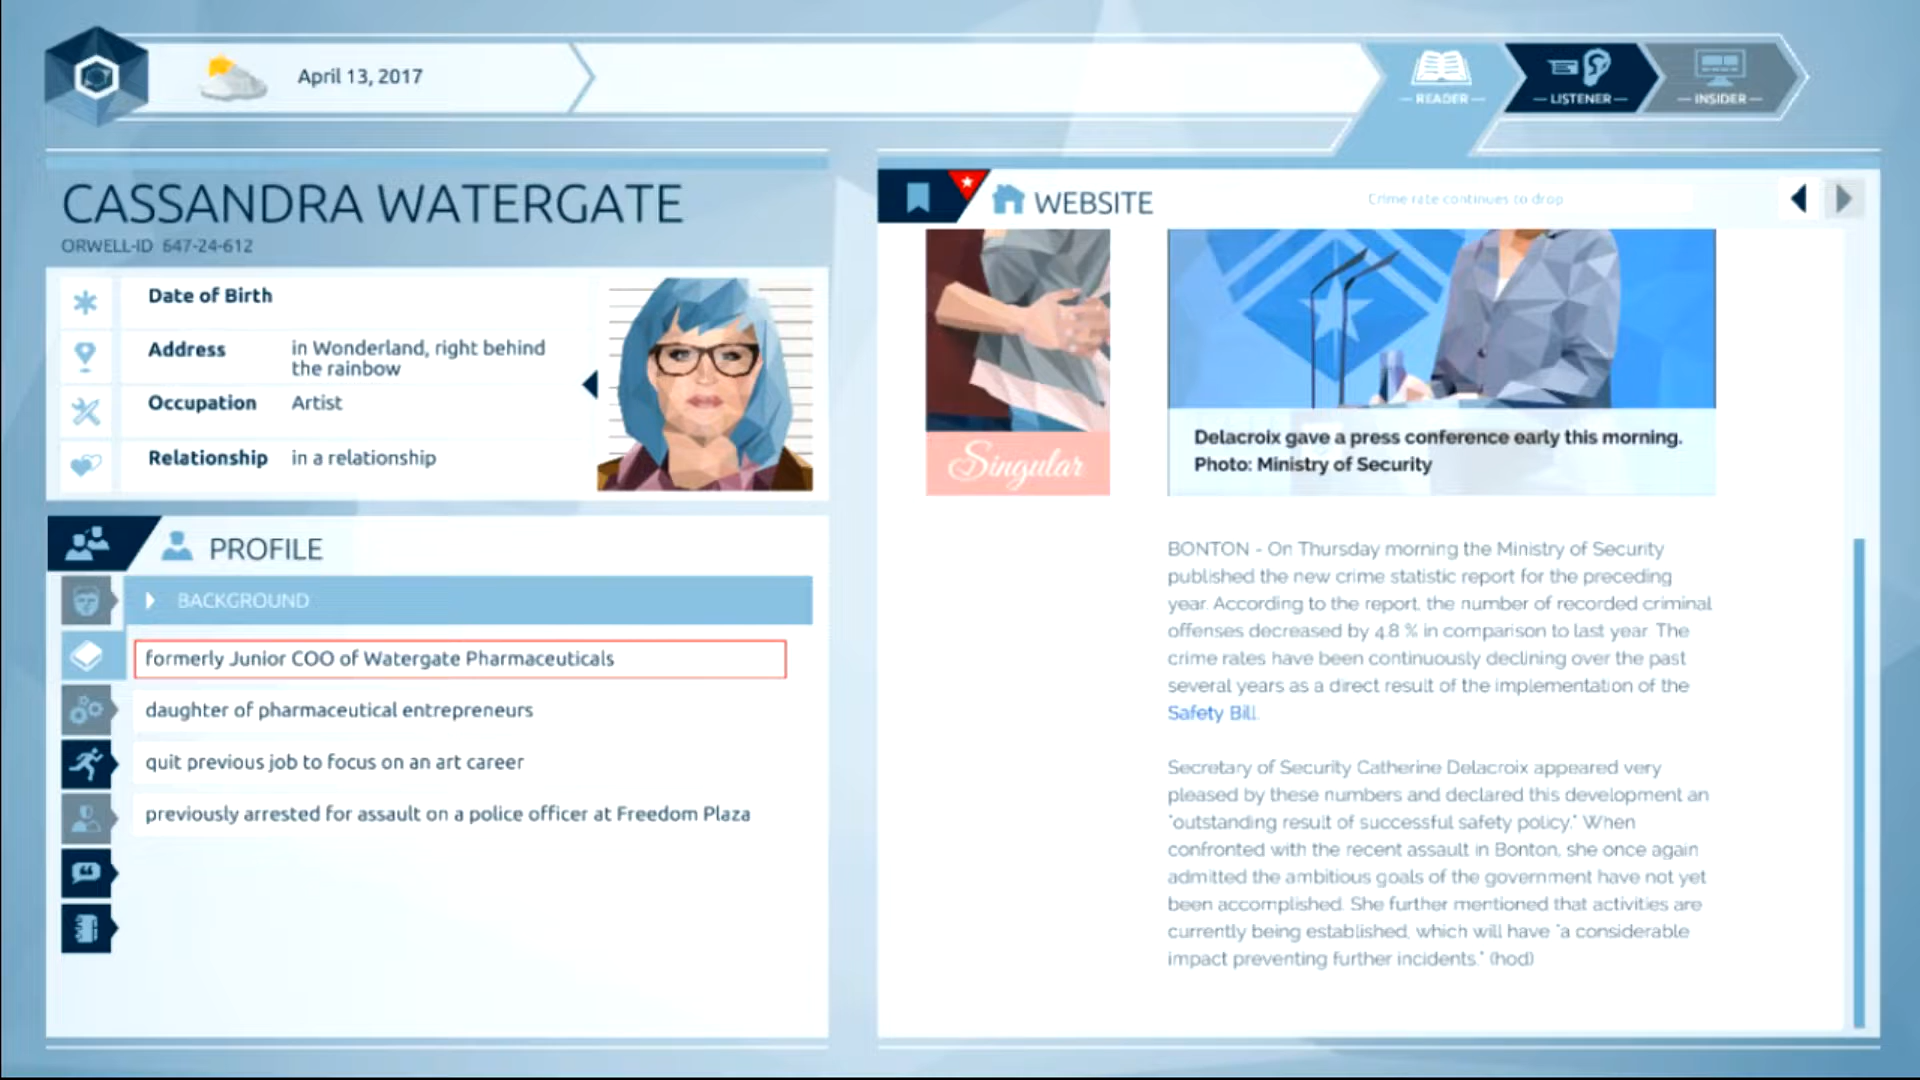 April 13, 2017
READER
LISTENER
INSIDER
CASSANDRA WATERGATE
ORWELL-ID 647-24-612
Date of Birth
Address in Wonderland, right behind
the rainbow
Occupation Artist
Relationship in a relationship
PROFILE
BACKGROUND
formerly Junior COO of Watergate Pharmaceuticals
daughter of pharmaceutical entrepreneurs
quit previous job to focus on an art career
previously arrested for assault on a police officer at Freedom Plaza
WEBSITE
Crime rate continues to drop
Singular
Delacroix gave a press conference early this morning.
Photo: Ministry of Security
BONTON - On Thursday morning the Ministry of Security
published the new crime statistic report for the preceding
year. According to the report, the number of recorded criminal
offenses decreased by 4.8 % in comparison to last year. The
crime rates have been continuously declining over the past
several years as a direct result of the implementation of the
Safety Bill.
Secretary of Security Catherine Delacroix appeared very
pleased by these numbers and declared this development an
"outstanding result of successful safety policy." When
confronted with the recent assault in Bonton, she once again
admitted the ambitious goals of the government have not yet
been accomplished. She further mentioned that activities are
currently being established, which will have "a considerable
impact preventing further incidents." (hod)